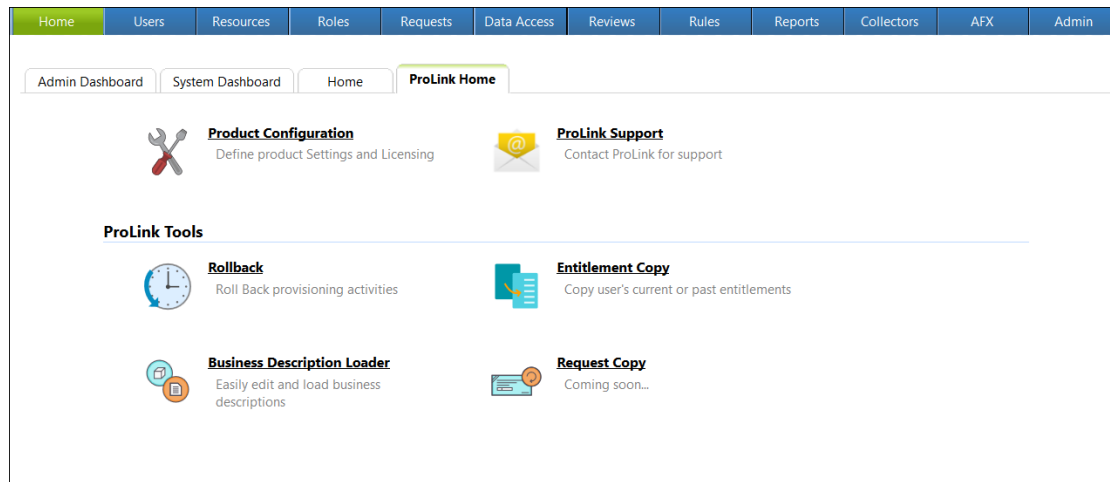 Home Users Resources Roles Requests Data Access Reviews Rules Reports Collectors AFX Admin
Admin Dashboard System Dashboard Home ProLink Home
Product Configuration ProLink Support
Define product Settings and Licensing Contact ProLink for support
ProLink Tools
Rollback Entitlement Copy
Roll Back provisioning activities Copy user's current or past entitlements
Business Description Loader Request Copy
Easily edit and load business Coming soon...
descriptions